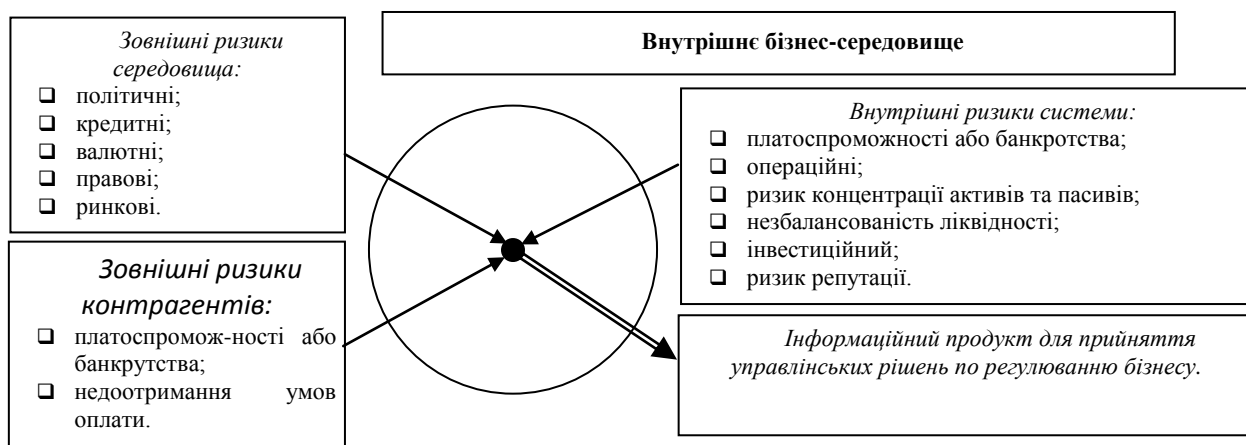 Зовнішні ризики
середовища:
❑ політичні;
❑ кредитні;
❑ валютні;
❑ правові;
❑ ринкові.
Зовнішні ризики
контрагентів:
❑ платоспромож-ності або
банкрутства;
❑ недоотримання умов
оплати.
Внутрішнє бізнес-середовище
Внутрішні ризики системи:
❑ платоспроможності або банкротства;
❑ операційні;
❑ ризик концентрації активів та пасивів;
❑ незбалансованість ліквідності;
❑ інвестиційний;
❑ ризик репутації.
Інформаційний продукт для прийняття
управлінських рішень по регулюванню бізнесу.